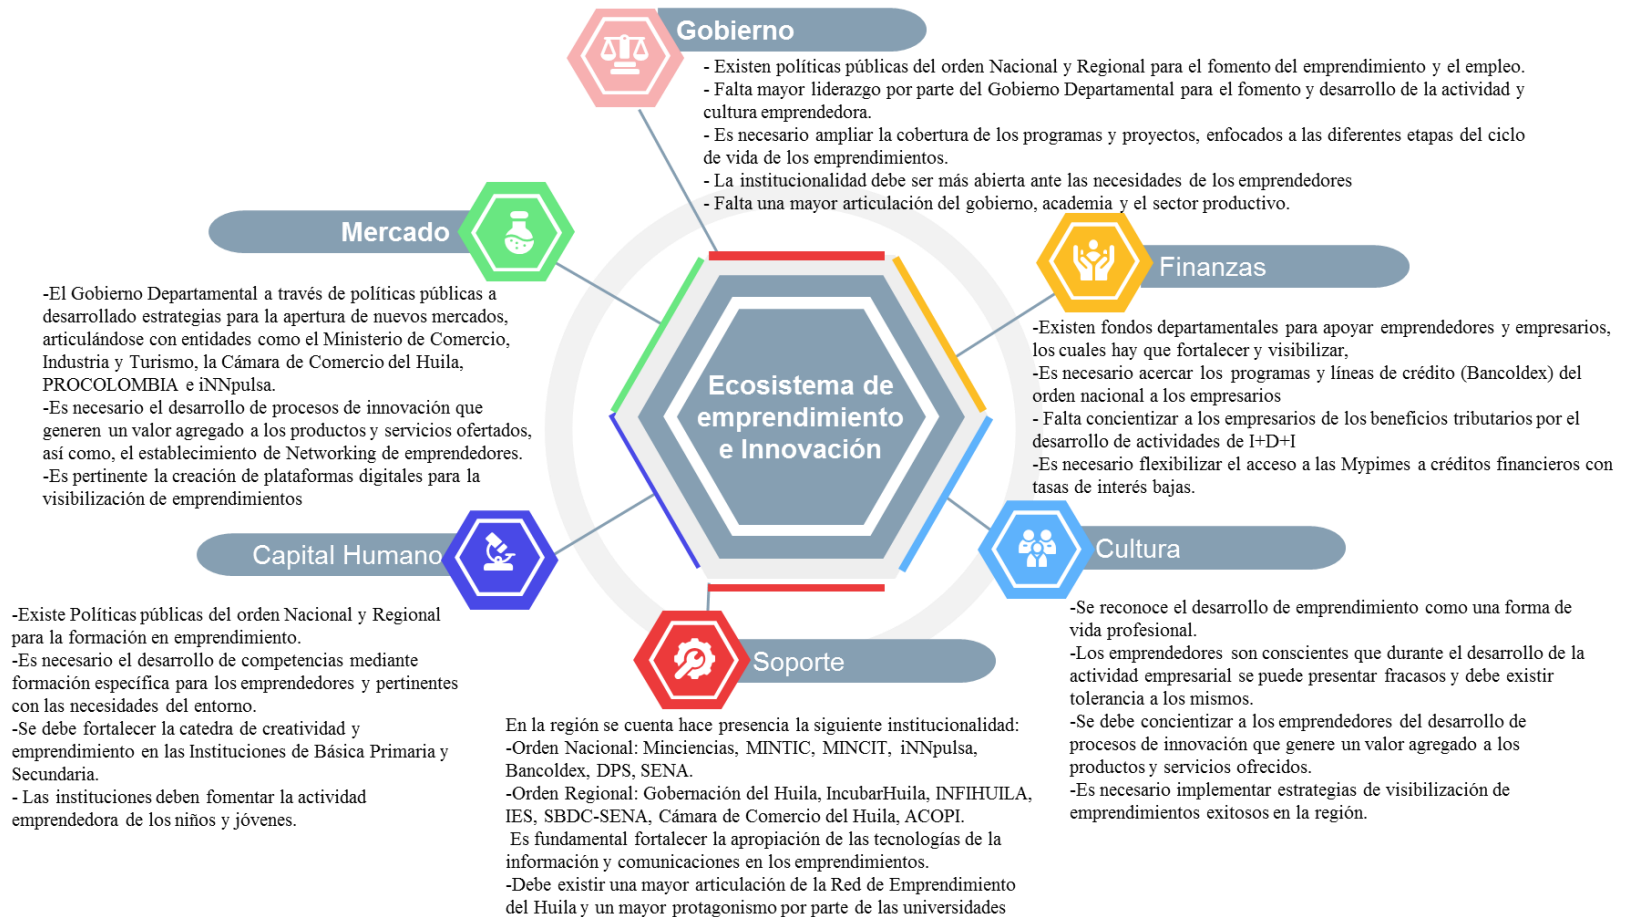 Gobierno
- Existen políticas públicas del orden Nacional y Regional para el fomento del emprendimiento y el empleo.
- Falta mayor liderazgo por parte del Gobierno Departamental para el fomento y desarrollo de la actividad y
cultura emprendedora.
- Es necesario ampliar la cobertura de los programas y proyectos, enfocados a las diferentes etapas del ciclo
de vida de los emprendimientos.
- La institucionalidad debe ser más abierta ante las necesidades de los emprendedores
- Falta una mayor articulación del gobierno, academia y el sector productivo.
Mercado
-El Gobierno Departamental a través de políticas públicas a
desarrollado estrategias para la apertura de nuevos mercados,
articulándose con entidades como el Ministerio de Comercio,
Industria y Turismo, la Cámara de Comercio del Huila,
PROCOLOMBIA e iNNpulsa.
-Es necesario el desarrollo de procesos de innovación que
generen un valor agregado a los productos y servicios ofertados,
así como, el establecimiento de Networking de emprendedores.
-Es pertinente la creación de plataformas digitales para la
visibilización de emprendimientos
Finanzas
-Existen fondos departamentales para apoyar emprendedores y empresarios,
los cuales hay que fortalecer y visibilizar,
-Es necesario acercar los programas y líneas de crédito (Bancoldex) del
orden nacional a los empresarios
- Falta concientizar a los empresarios de los beneficios tributarios por el
desarrollo de actividades de I+D+I
-Es necesario flexibilizar el acceso a las Mypimes a créditos financieros con
tasas de interés bajas.
Ecosistema de
emprendimiento
e Innovación
Capital Humano
-Existe Políticas públicas del orden Nacional y Regional
para la formación en emprendimiento.
-Es necesario el desarrollo de competencias mediante
formación específica para los emprendedores y pertinentes
con las necesidades del entorno.
-Se debe fortalecer la catedra de creatividad y
emprendimiento en las Instituciones de Básica Primaria y
Secundaria.
- Las instituciones deben fomentar la actividad
emprendedora de los niños y jóvenes.
Cultura
-Se reconoce el desarrollo de emprendimiento como una forma de
vida profesional.
-Los emprendedores son conscientes que durante el desarrollo de la
actividad empresarial se puede presentar fracasos y debe existir
tolerancia a los mismos.
-Se debe concientizar a los emprendedores del desarrollo de
procesos de innovación que genere un valor agregado a los
productos y servicios ofrecidos.
-Es necesario implementar estrategias de visibilización de
emprendimientos exitosos en la región.
Soporte
En la región se cuenta hace presencia la siguiente institucionalidad:
-Orden Nacional: Minciencias, MINTIC, MINCIT, iNNpulsa,
Bancoldex, DPS, SENA.
-Orden Regional: Gobernación del Huila, IncubarHuila, INFIHUILA,
IES, SBDC-SENA, Cámara de Comercio del Huila, ACOPI.
Es fundamental fortalecer la apropiación de las tecnologías de la
información y comunicaciones en los emprendimientos.
-Debe existir una mayor articulación de la Red de Emprendimiento
del Huila y un mayor protagonismo por parte de las universidades